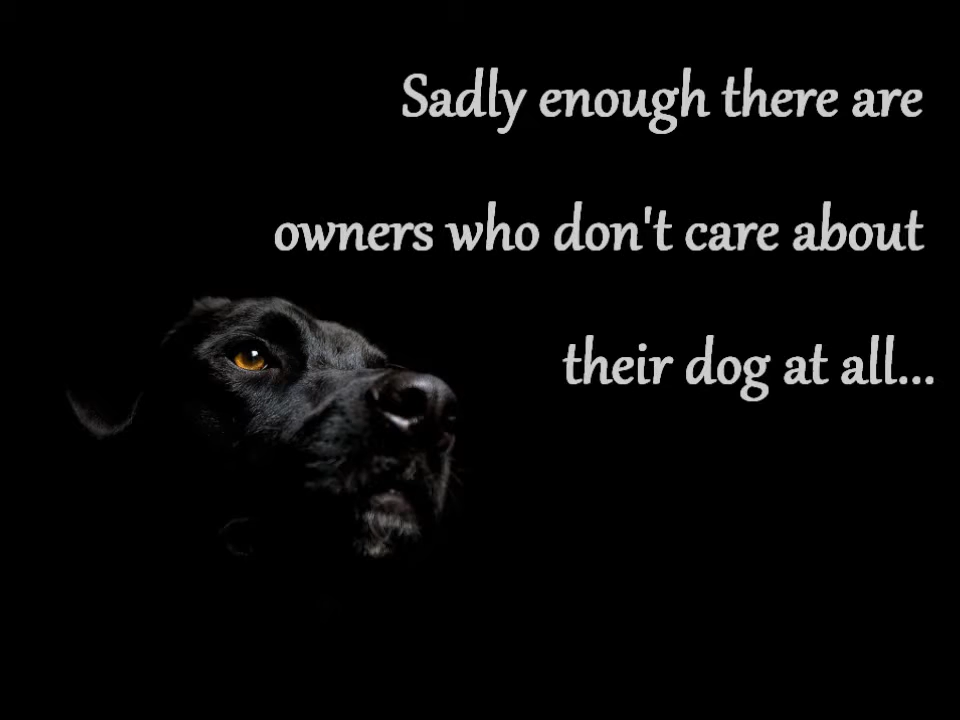 Sadly enough there are
owners who don't care about
their dog at all...